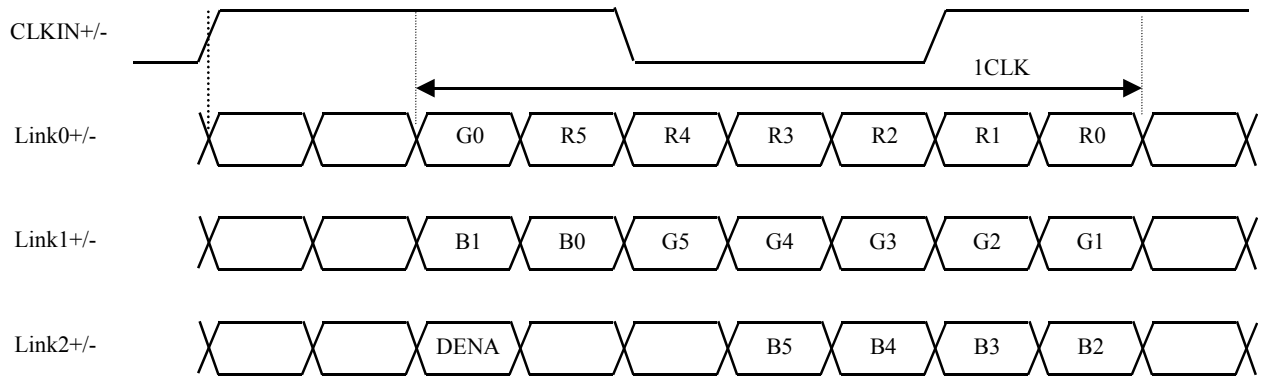 CLKIN+/-
1CLK
Link0+/- G0 R5 R4 R3 R2 R1 R0
Link1+/- B1 B0 G5 G4 G3 G2 G1
Link2+/- DENA B5 B4 B3 B2